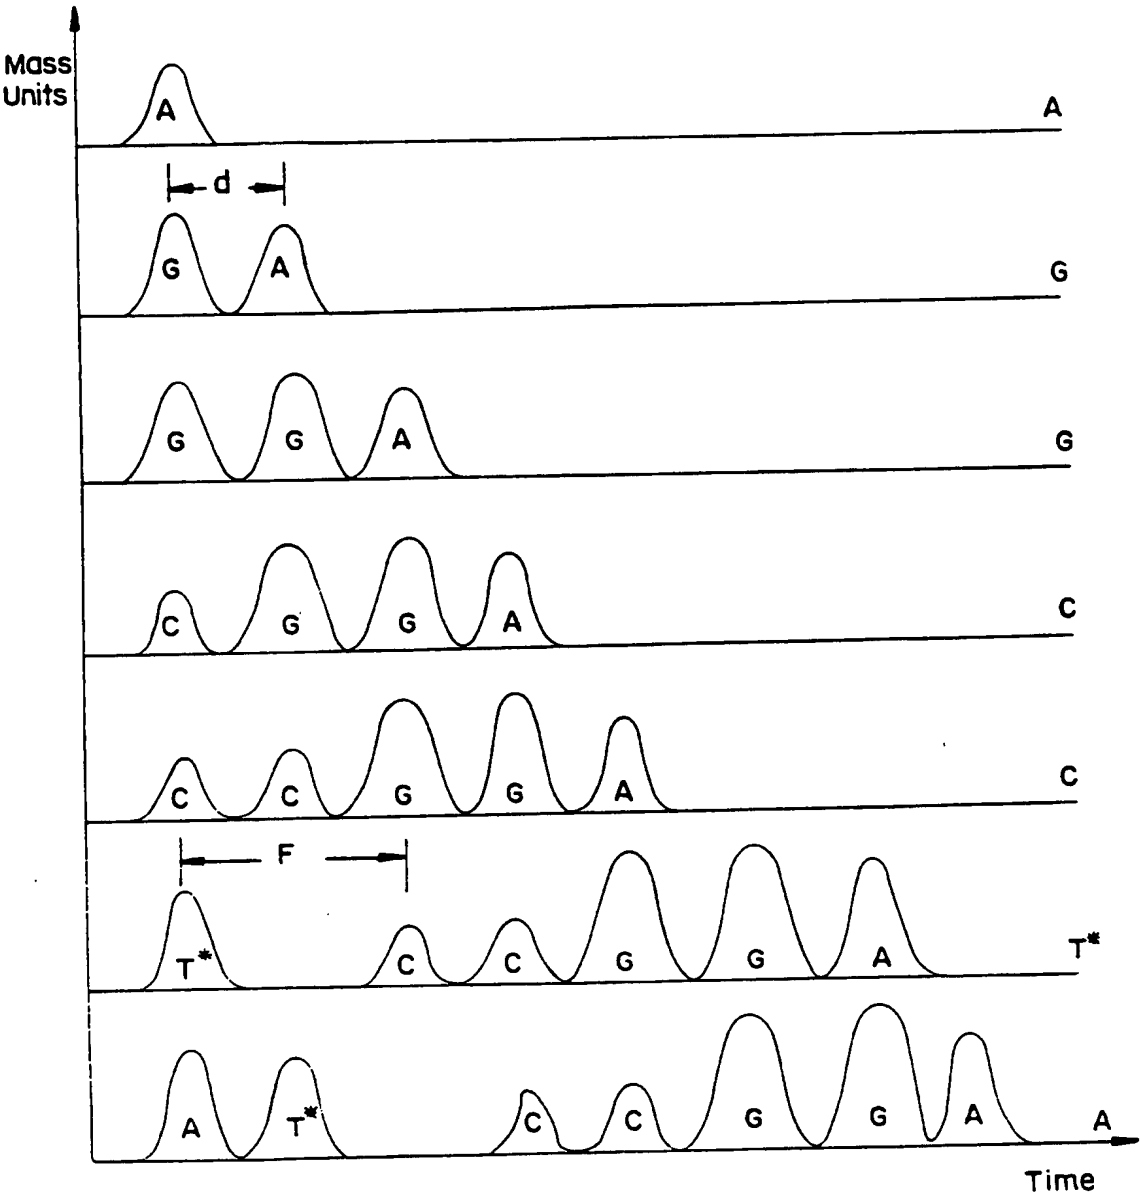 Mass
Units
A A
d
G A G
G G A G
C G G A C
C C G G A C
F
T* C C G G A T*
A T* C C G G A A
Time